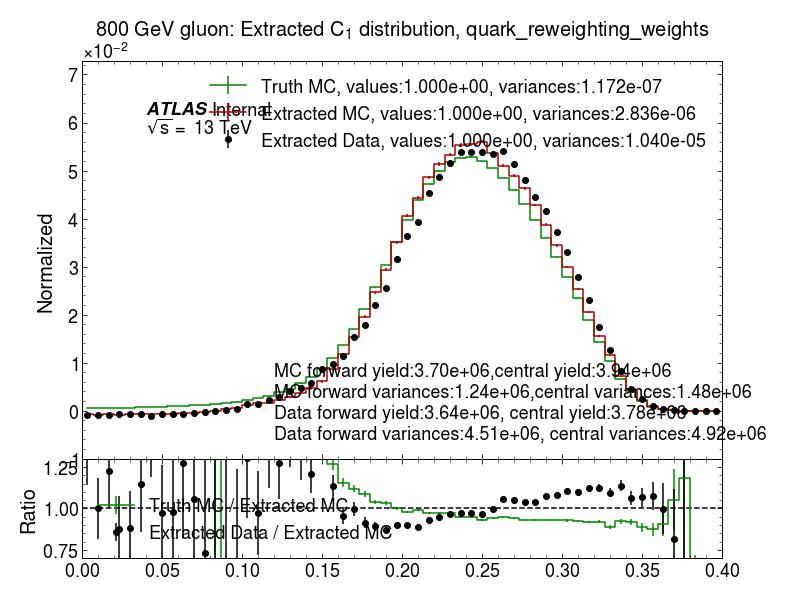 800 GeV gluon: Extracted C₁ distribution, quark_reweighting_weights
×10⁻²
Truth MC, values:1.000e+00, variances:1.172e-07
ATLAS Internal
Extracted MC, values:1.000e+00, variances:2.836e-06
√s = 13 TeV
Extracted Data, values:1.000e+00, variances:1.040e-05
7
6
5
4
3
2
1
0
Normalized
MC forward yield:3.70e+06,central yield:3.94e+06
MC forward variances:1.24e+06,central variances:1.48e+06
Data forward yield:3.64e+06, central yield:3.78e+06
Data forward variances:4.51e+06, central variances:4.92e+06
1.25
1.00
0.75
Ratio
Truth MC / Extracted MC
Extracted Data / Extracted MC
0.00 0.05 0.10 0.15 0.20 0.25 0.30 0.35 0.40